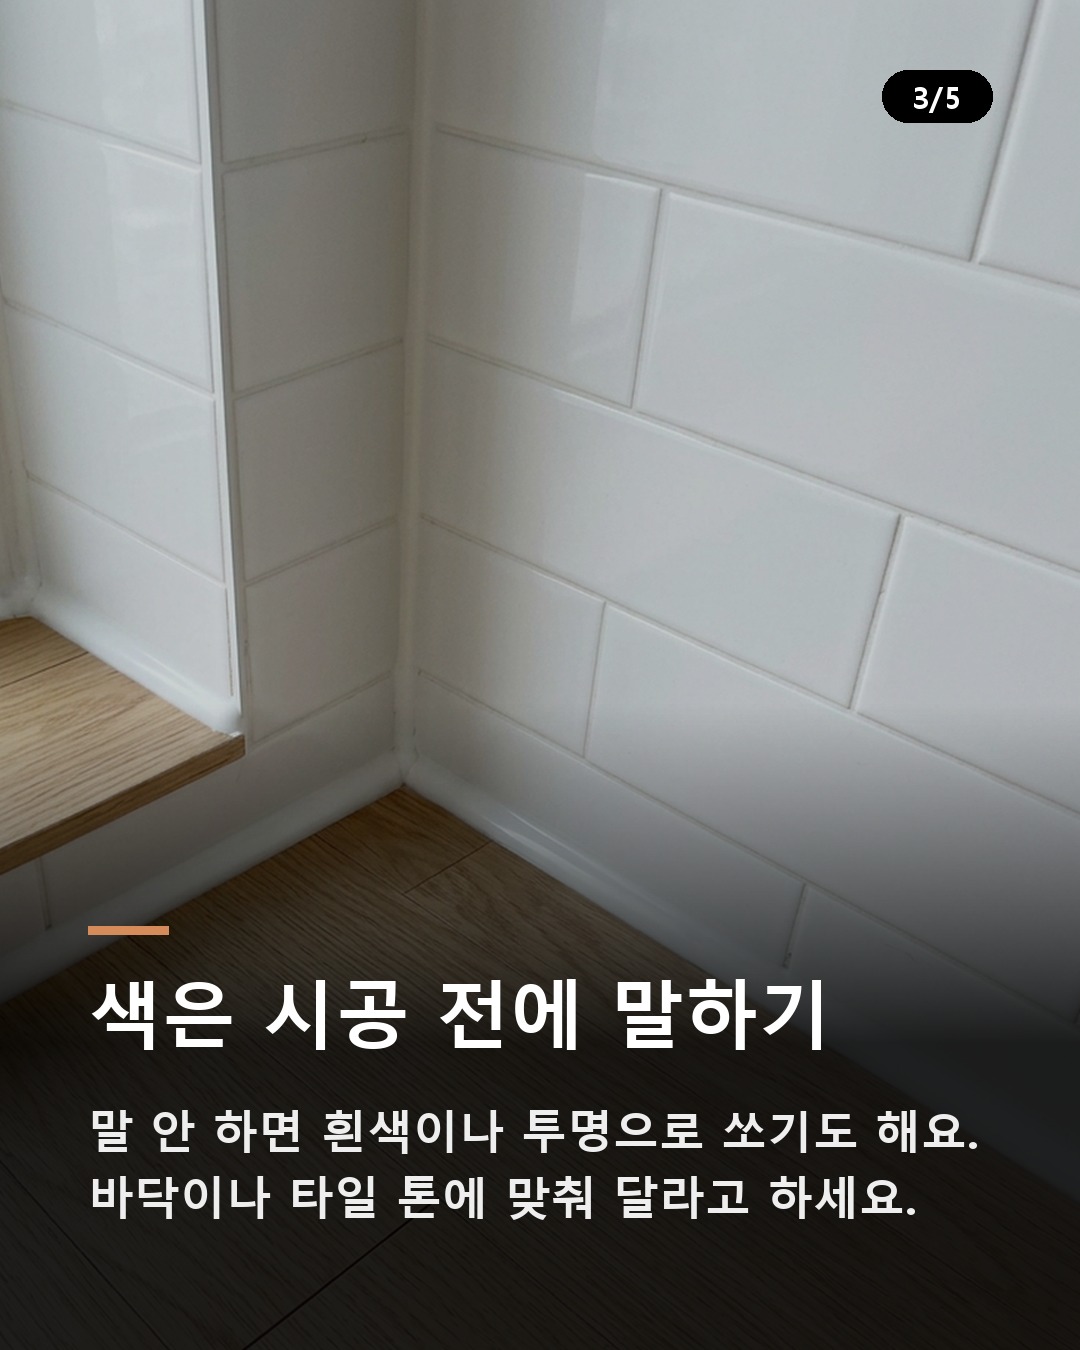 3/5
색은 시공 전에 말하기
말 안 하면 흰색이나 투명으로 쏘기도 해요.
바닥이나 타일 톤에 맞춰 달라고 하세요.